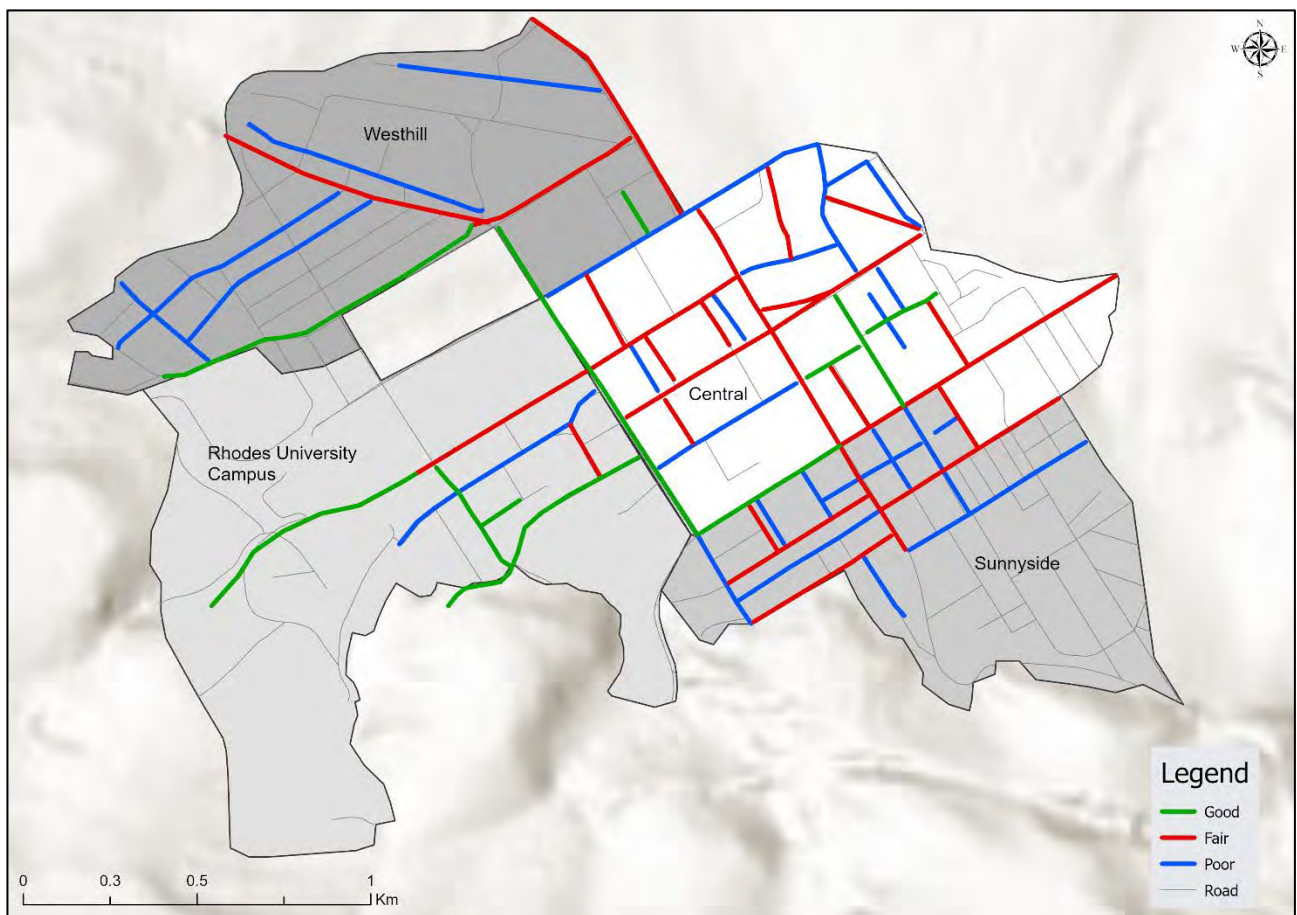 N
W E
S
Westhill
Central
Rhodes University
Campus
Sunnyside
Legend
Good
Fair
Poor
Road
0 0.3 0.5 1
Km